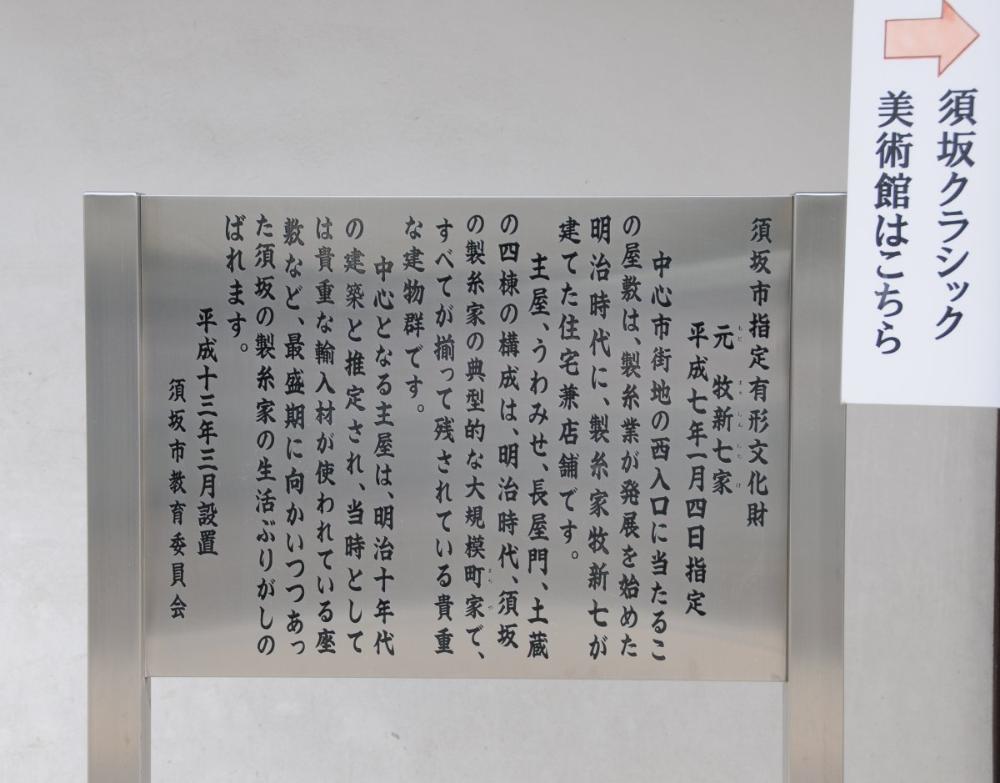 須坂クラシック
美術館はこちら
須坂市指定有形文化財
元 牧新七家
もと まきしんしちけ
平成七年一月四日指定
中心市街地の西入口に当たるこ
の屋敷は、製糸業が発展を始めた
明治時代に、製糸家牧新七が
建てた住宅兼店舗です。
主屋、うわみせ、長屋門、土蔵
の四棟の構成は、明治時代、須坂
の製糸家の典型的な大規模町家で、
まちや
すべてが揃って残されている貴重
な建物群です。
中心となる主屋は、明治十年代
の建築と推定され、当時として
は貴重な輸入材が使われている座
敷など、最盛期に向かいつつあっ
た須坂の製糸家の生活ぶりがしの
ばれます。
平成十三年三月設置
須坂市教育委員会